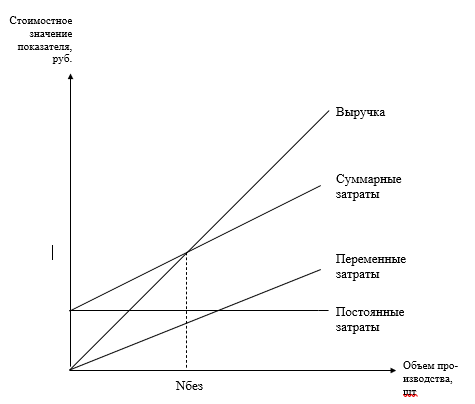 Стоимостное
значение
показателя,
руб.
Выручка
Суммарные
затраты
Переменные
затраты
Постоянные
затраты
Объем про-
изводства,
шт.
Nбез